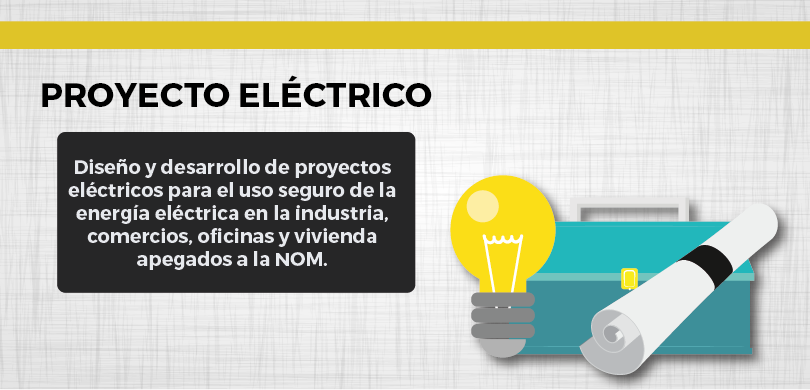 PROYECTO ELÉCTRICO
Diseño y desarrollo de proyectos
eléctricos para el uso seguro de la
energía eléctrica en la industria,
comercios, oficinas y vivienda
apegados a la NOM.